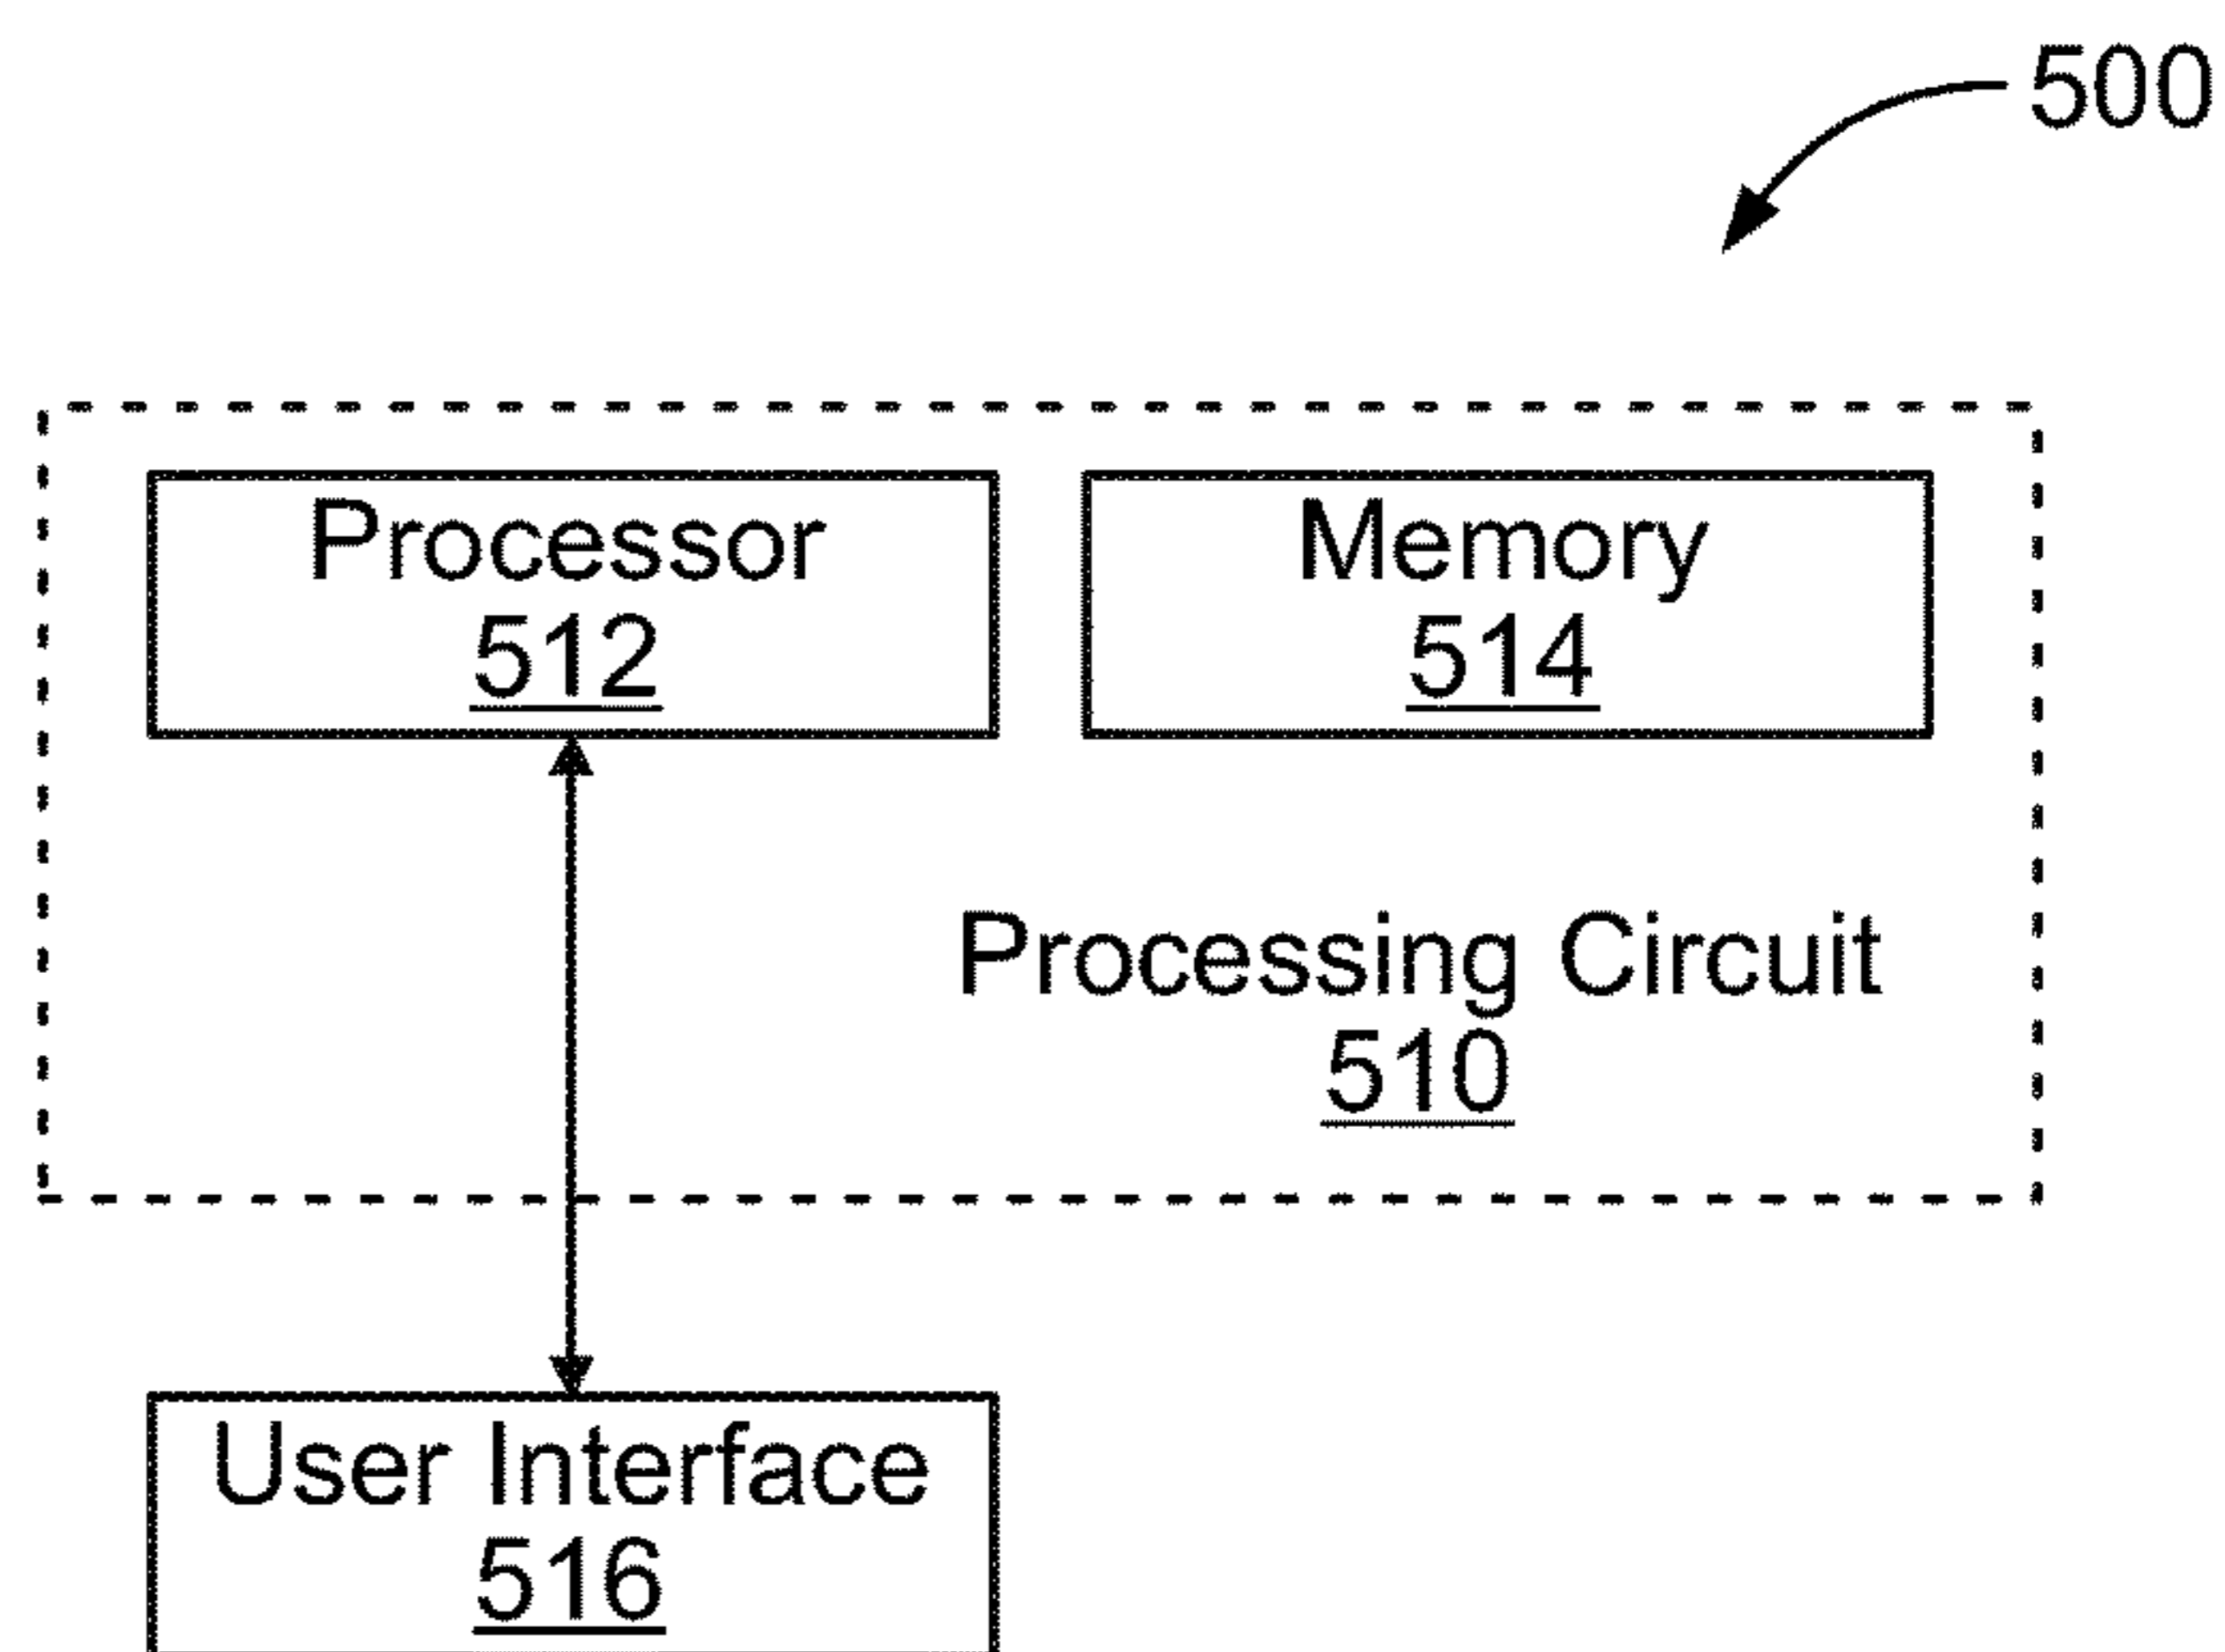 500
Processor
512
Memory
514
Processing Circuit
510
User Interface
516